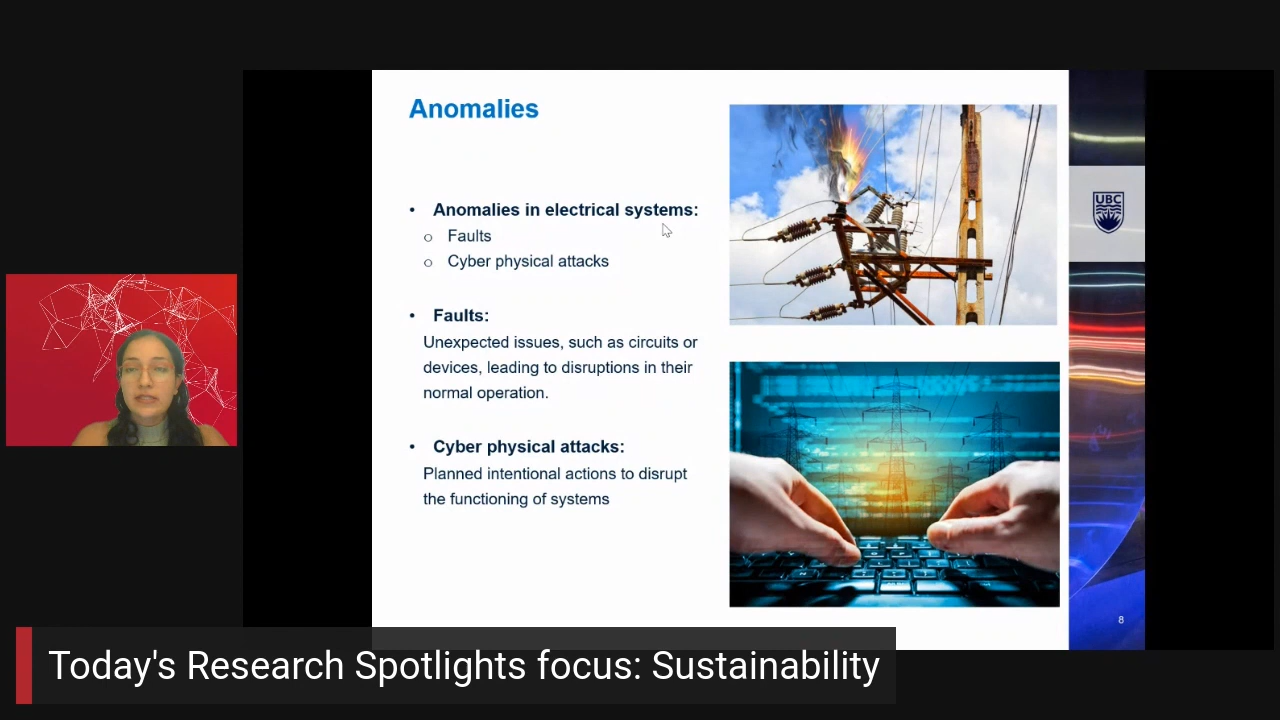 Anomalies
• Anomalies in electrical systems:
o Faults
o Cyber physical attacks
• Faults:
Unexpected issues, such as circuits or
devices, leading to disruptions in their
normal operation.
• Cyber physical attacks:
Planned intentional actions to disrupt
the functioning of systems
UBC
8
Today's Research Spotlights focus: Sustainability